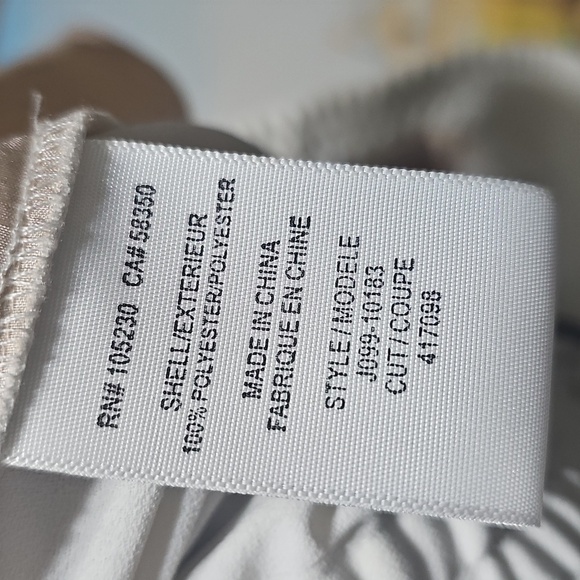 RN# 105230 CA# 58350
SHELL/EXTERIEUR
100% POLYESTER/POLYESTER
MADE IN CHINA
FABRIQUE EN CHINE
STYLE/MODELE
J099-10183
CUT/COUPE
417098